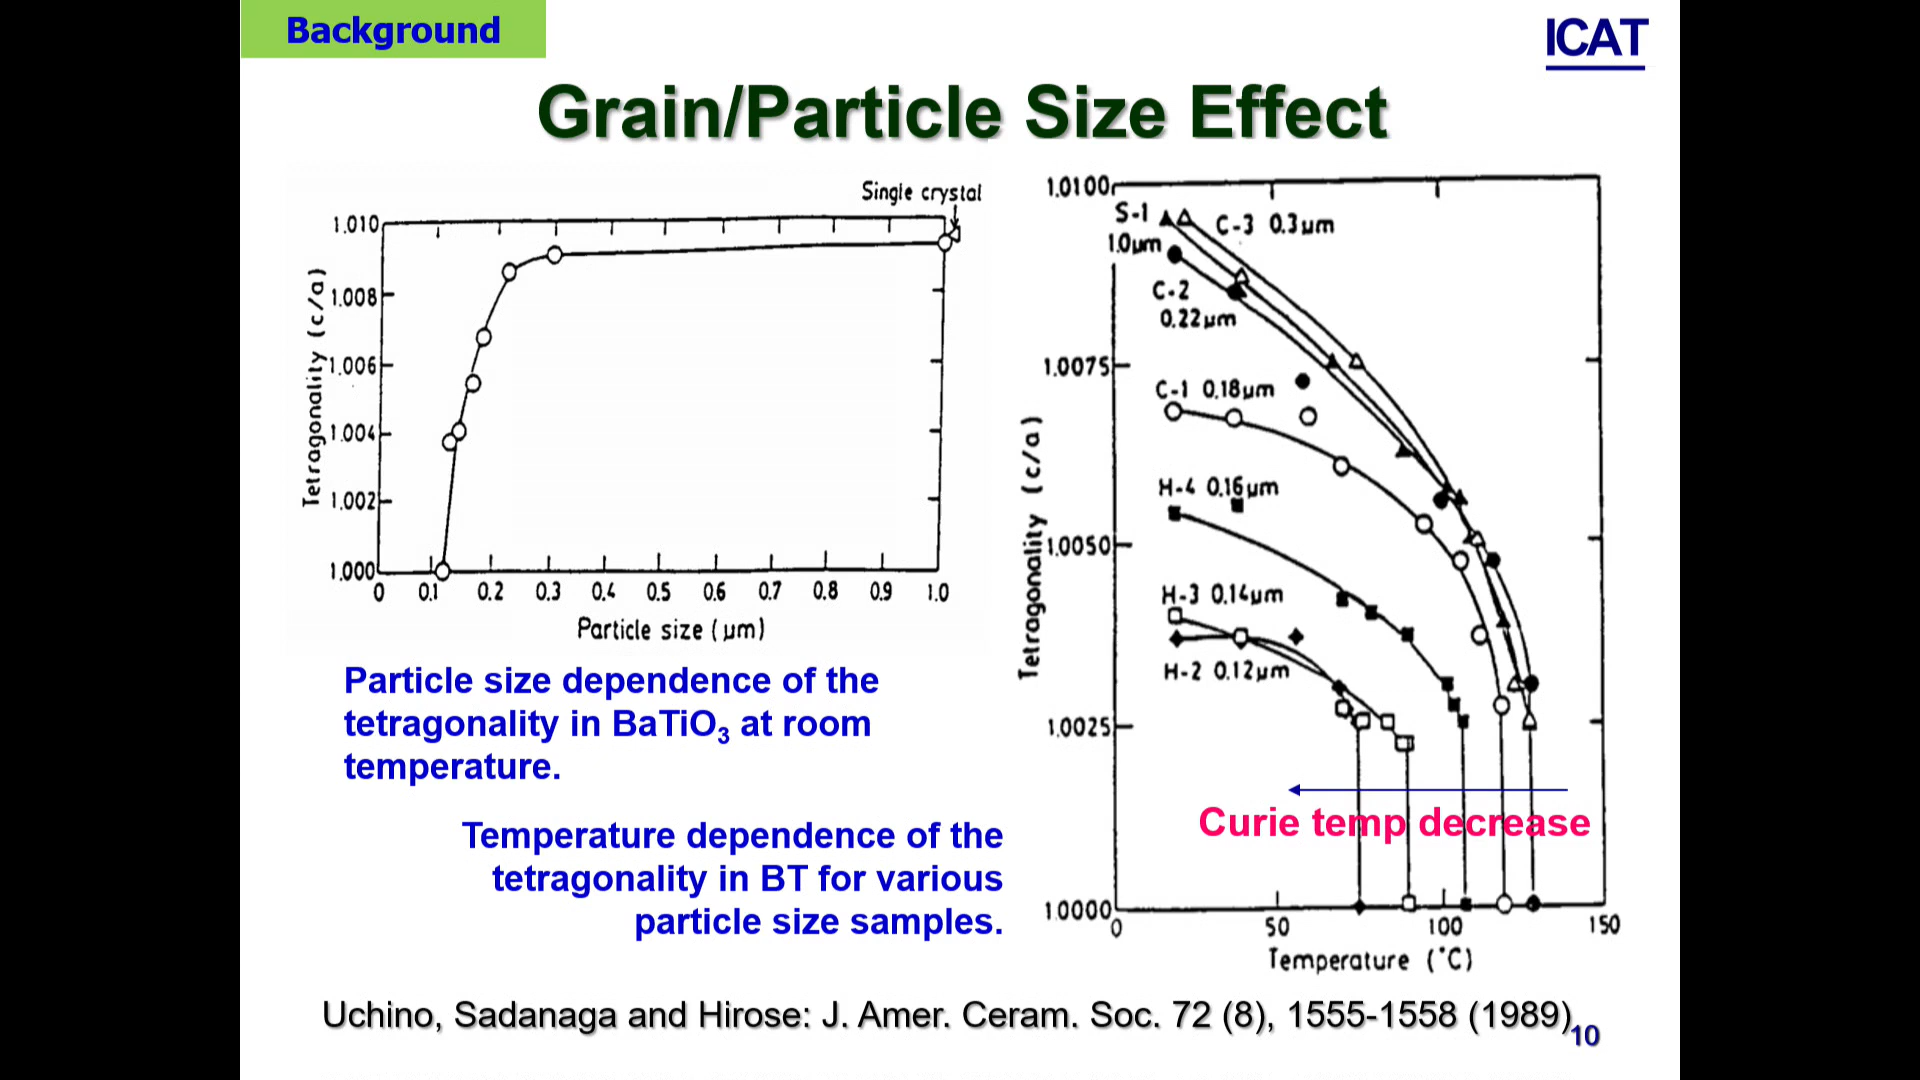 Background
ICAT
Grain/Particle Size Effect
Single crystal
1.010
1.008
1.006
1.004
1.002
1.000
Tetragonality (c/a)
0 0.1 0.2 0.3 0.4 0.5 0.6 0.7 0.8 0.9 1.0
Particle size (µm)
Particle size dependence of the
tetragonality in BaTiO3 at room
temperature.
Temperature dependence of the
tetragonality in BT for various
particle size samples.
1.0100
1.0075
1.0050
1.0025
1.0000
Tetragonality (c/a)
S-1
1.0µm
C-3 0.3µm
C-2
0.22µm
C-1 0.18µm
H-4 0.16µm
H-3 0.14µm
H-2 0.12µm
Curie temp decrease
0 50 100 150
Temperature (°C)
Uchino, Sadanaga and Hirose: J. Amer. Ceram. Soc. 72 (8), 1555-1558 (1989)
10